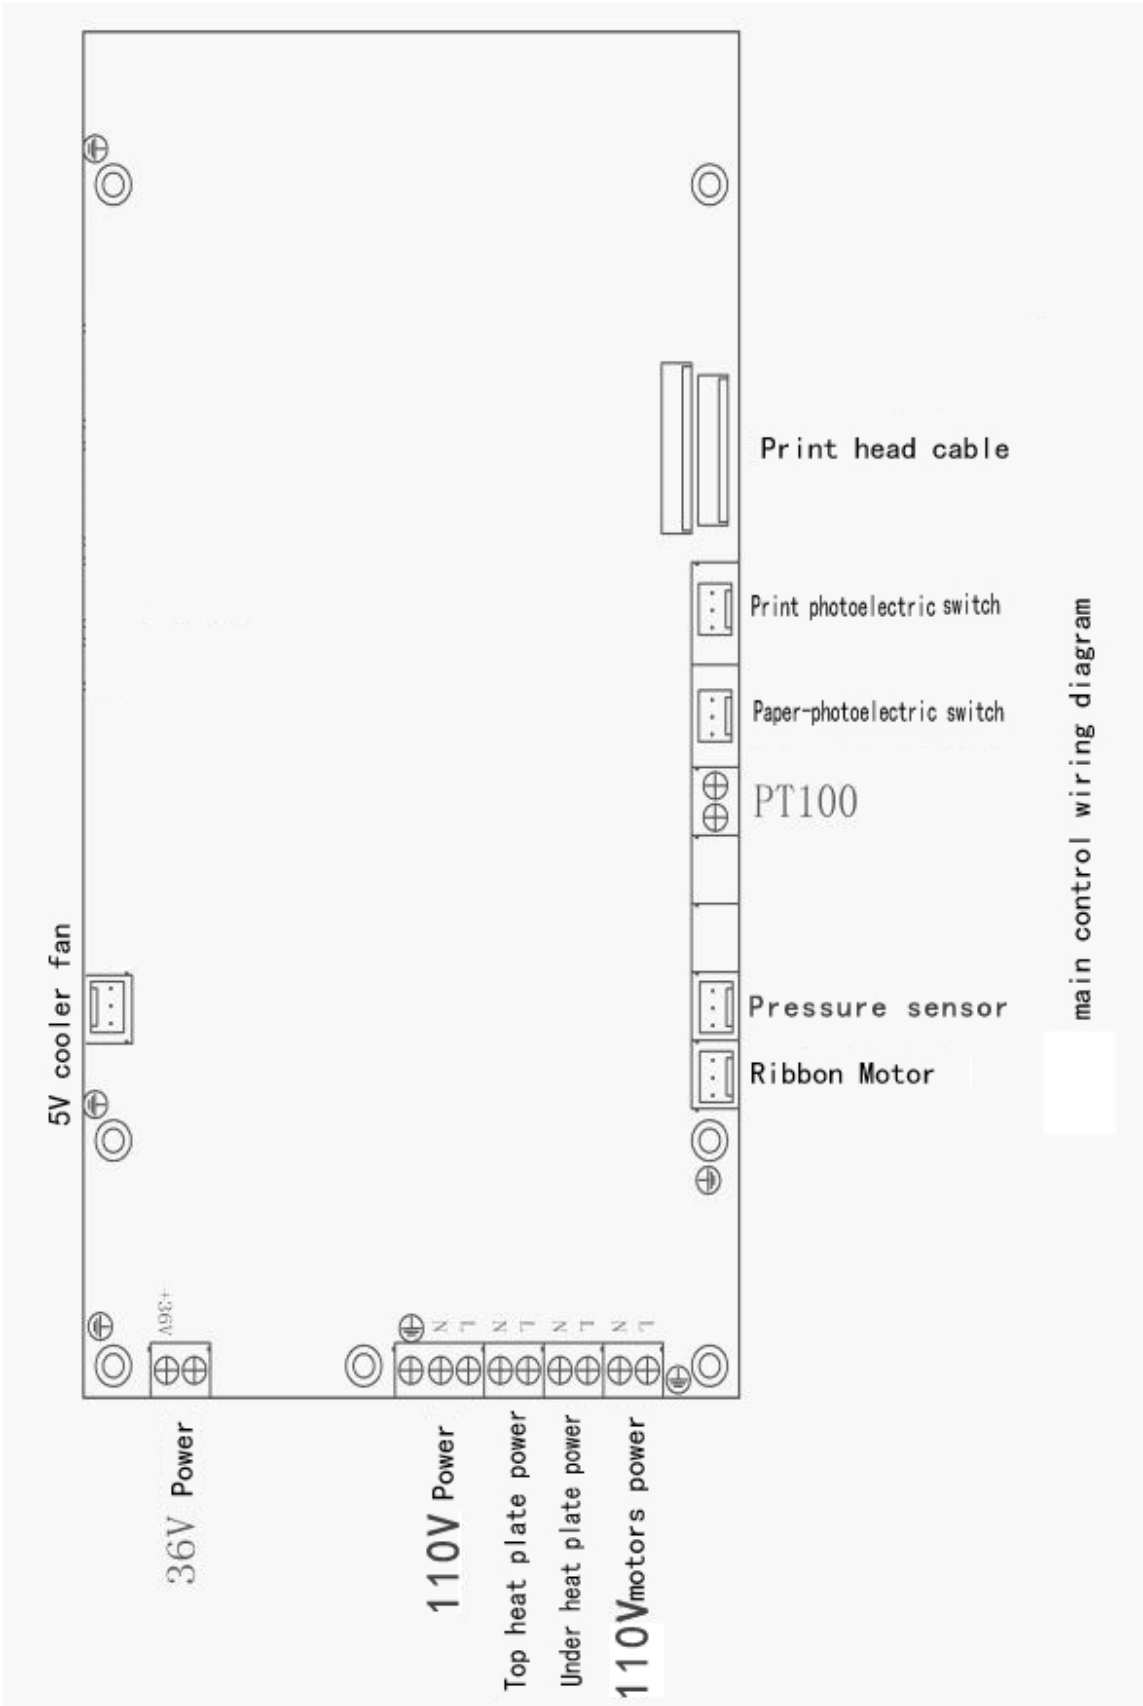 Print head cable
Print photoelectric switch
Paper-photoelectric switch
PT100
Pressure sensor
Ribbon Motor
main control wiring diagram
5V cooler fan
+36V
N
L
N
L
N
L
N
L
36V Power
110V Power
Top heat plate power
Under heat plate power
110Vmotors power